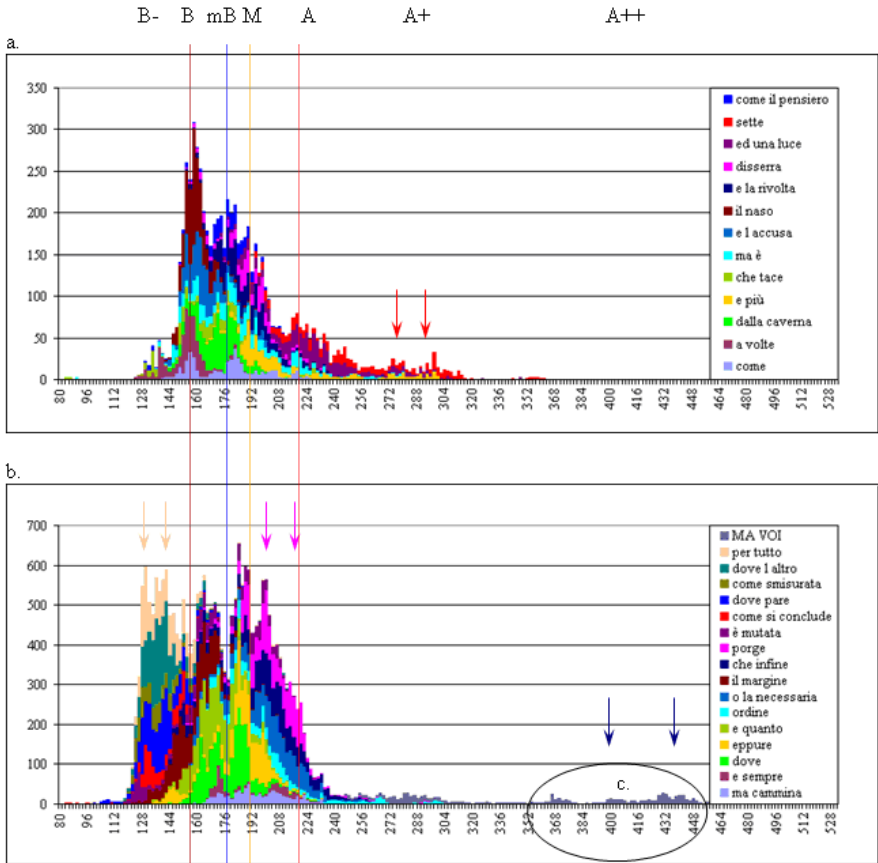 B- B mB M A A+ A++
a.
350
300
250
200
150
100
50
0
80 96 112 128 144 160 176 192 208 224 240 256 272 288 304 320 336 352 368 384 400 416 432 448 464 480 496 512 528
come il pensiero
sette
ed una luce
disserra
e la rivolta
il naso
e l accusa
ma è
che tace
e più
dalla caverna
a volte
come
b.
700
600
500
400
300
200
100
0
80 96 112 128 144 160 176 192 208 224 240 256 272 288 304 320 336 352 368 384 400 416 432 448 464 480 496 512 528
c.
MA VOI
per tutto
dove l altro
come smisurata
dove pare
come si conclude
è mutata
porge
che infine
il margine
o la necessaria
ordine
e quanto
eppure
dove
e sempre
ma cammina